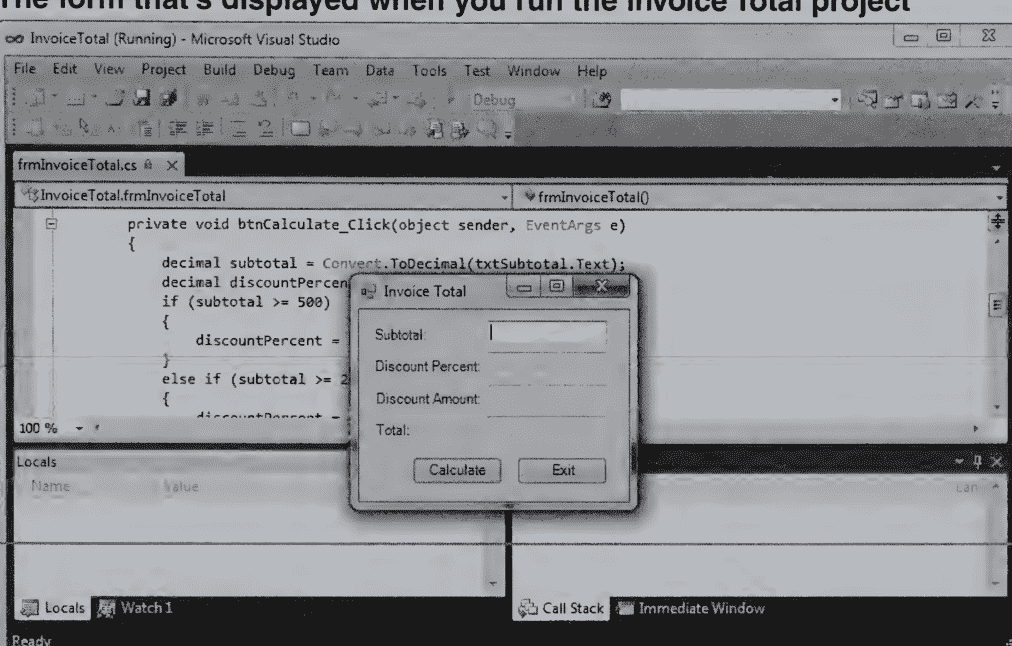 The form that's displayed when you run the Invoice Total project
InvoiceTotal (Running) - Microsoft Visual Studio
File Edit View Project Build Debug Team Data Tools Test Window Help
Debug
frmInvoiceTotal.cs
InvoiceTotal.frmInvoiceTotal
frmInvoiceTotal()
private void btnCalculate_Click(object sender, EventArgs e)
{
decimal subtotal = Convert.ToDecimal(txtSubtotal.Text);
decimal discountPercen
if (subtotal >= 500)
{
discountPercent =
}
else if (subtotal >= 2
{
discountPercent =
100 %
Invoice Total
Subtotal:
Discount Percent:
Discount Amount:
Total:
Calculate Exit
Locals
Name Value
Lan
Locals Watch 1
Call Stack Immediate Window
Ready